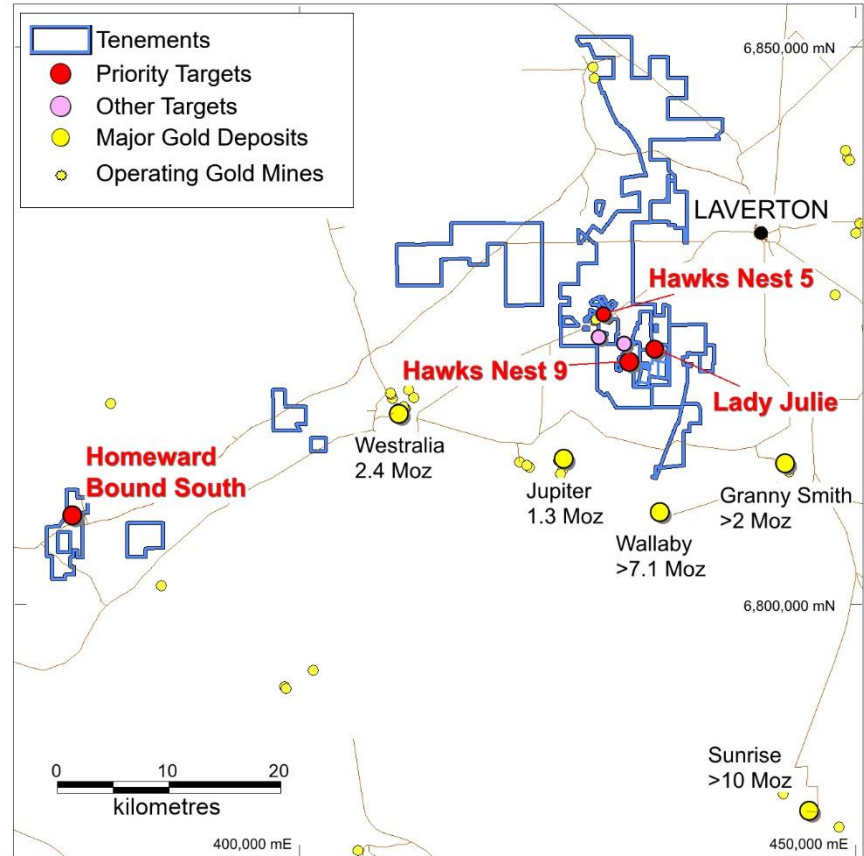 Tenements
Priority Targets
Other Targets
Major Gold Deposits
Operating Gold Mines
6,850,000 mN
LAVERTON
Hawks Nest 5
Hawks Nest 9
Lady Julie
Westralia
2.4 Moz
Homeward
Bound South
Jupiter
1.3 Moz
Granny Smith
>2 Moz
Wallaby
>7.1 Moz
6,800,000 mN
Sunrise
>10 Moz
0 10 20
kilometres
400,000 mE
450,000 mE